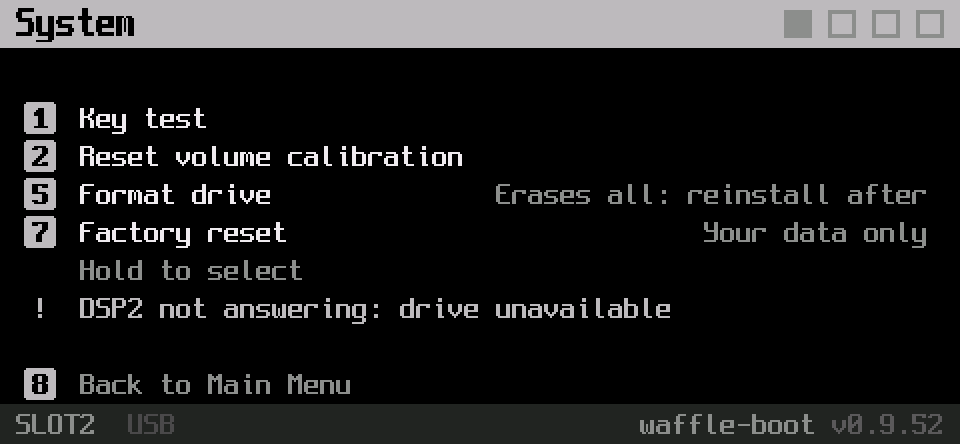 System
1 Key test
2 Reset volume calibration
5 Format drive Erases all: reinstall after
7 Factory reset Your data only
Hold to select
! DSP2 not answering: drive unavailable
8 Back to Main Menu
SLOT2 USB waffle-boot v0.9.52